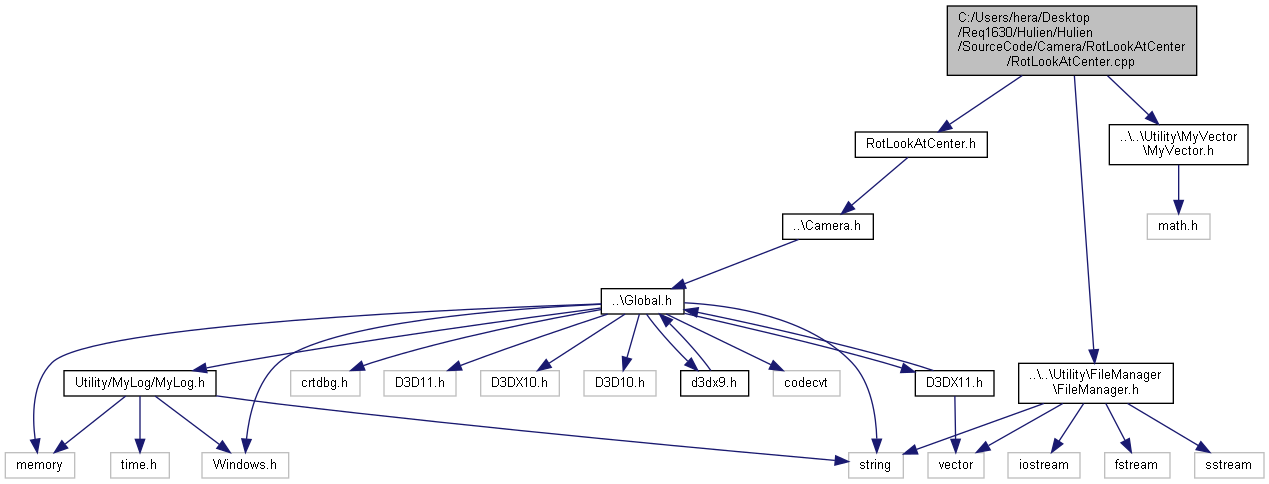 C:/Users/hera/Desktop
/Req1630/Hulien/Hulien
/SourceCode/Camera/RotLookAtCenter
/RotLookAtCenter.cpp
RotLookAtCenter.h
..\..\Utility\MyVector
\MyVector.h
..\Camera.h
math.h
..\Global.h
Utility/MyLog/MyLog.h
crtdbg.h
D3D11.h
D3DX10.h
D3D10.h
d3dx9.h
codecvt
D3DX11.h
..\..\Utility\FileManager
\FileManager.h
memory
time.h
Windows.h
string
vector
iostream
fstream
sstream